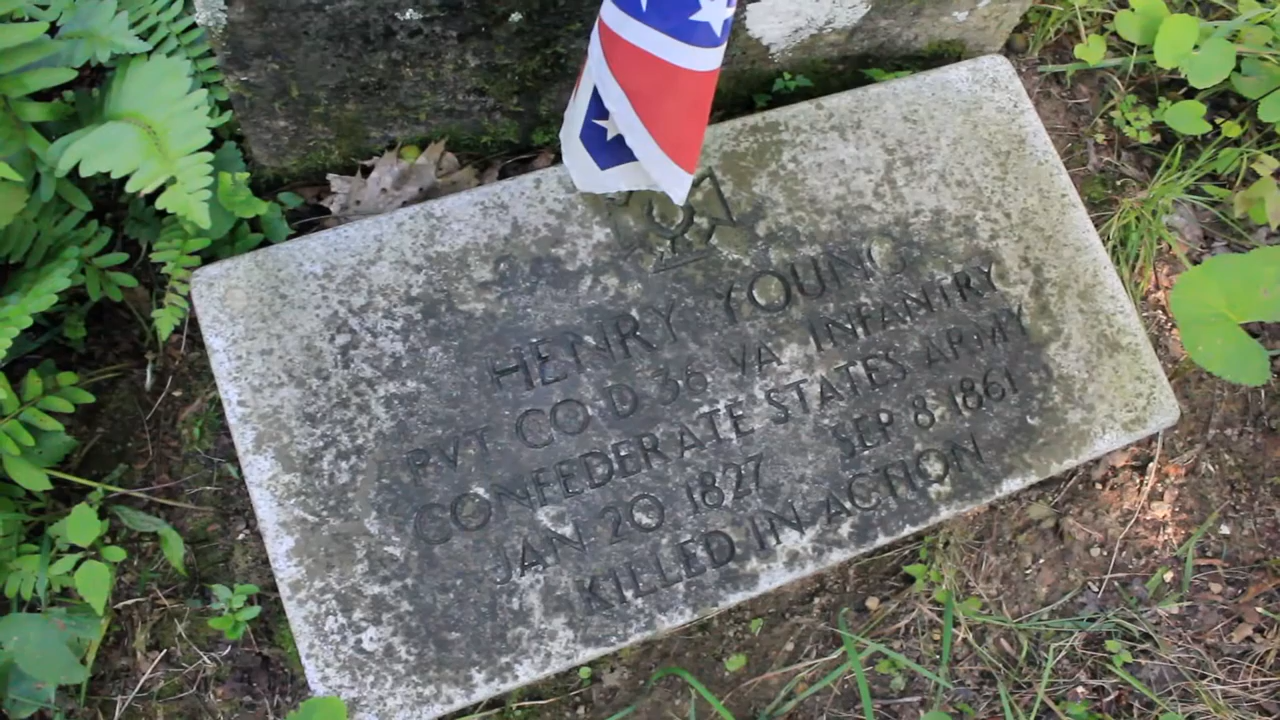 HENRY YOUNG
PVT CO D 36 VA INFANTRY
CONFEDERATE STATES ARMY
JAN 20 1827 SEP 8 1861
KILLED IN ACTION